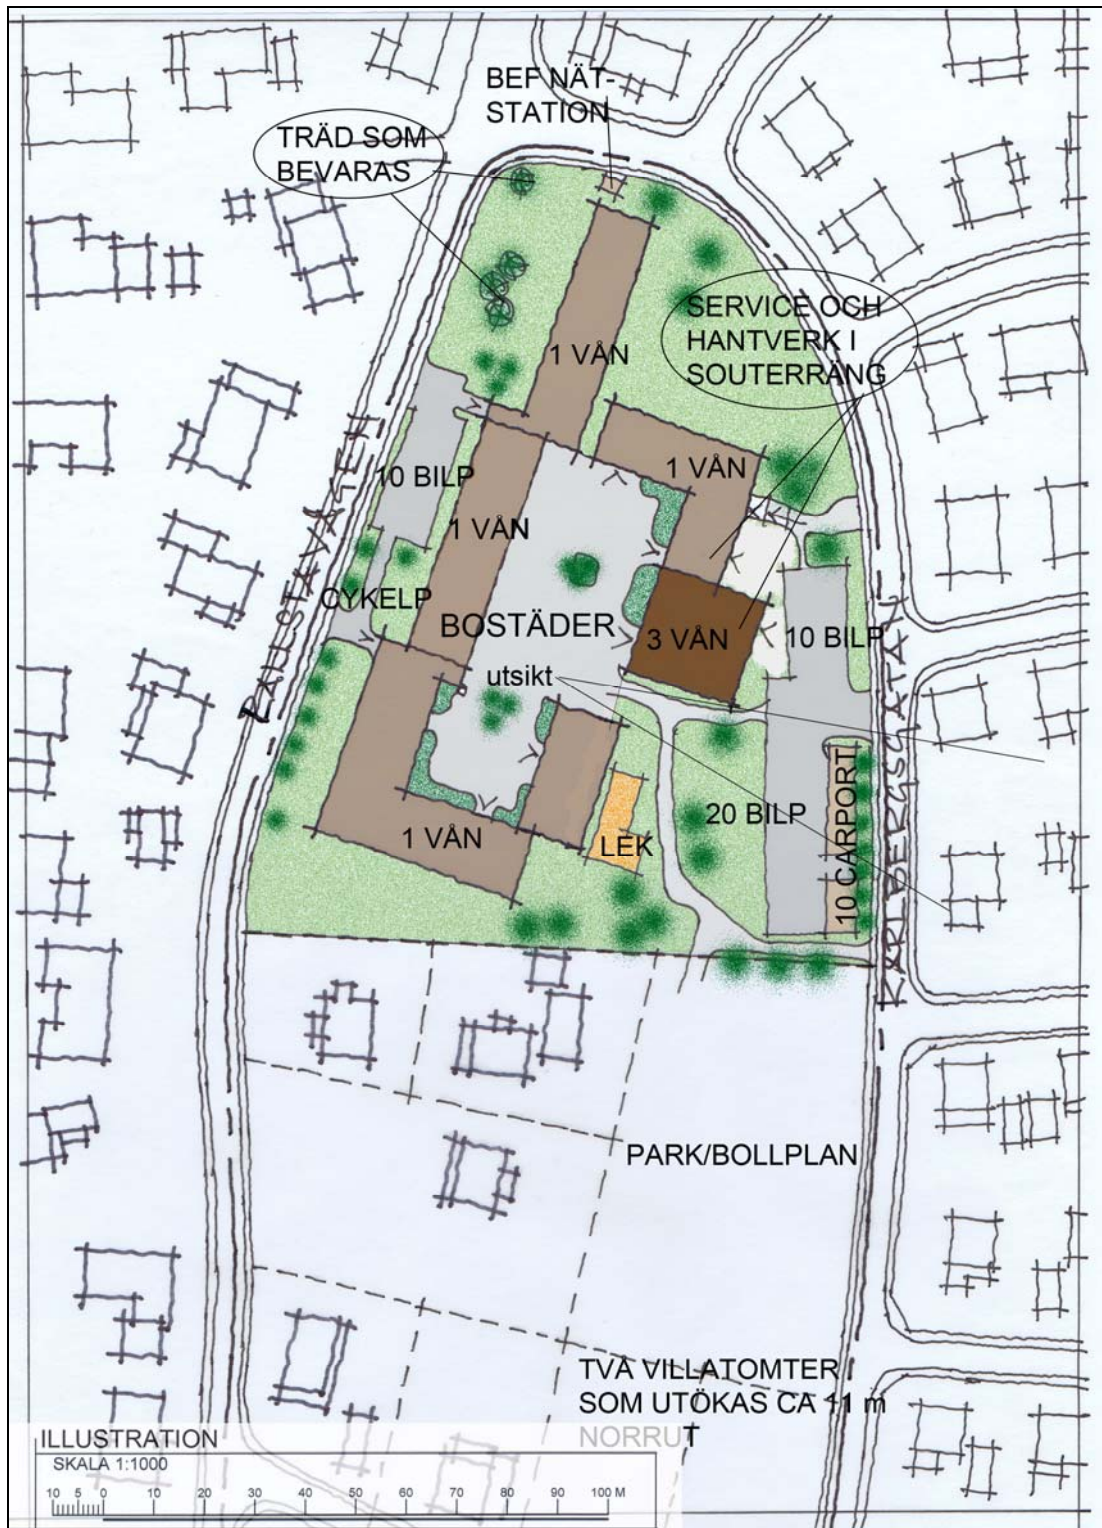 BEF NÄT-
STATION
TRÄD SOM
BEVARAS
SERVICE OCH
HANTVERK I
SOUTERRÄNG
1 VÅN
1 VÅN
10 BILP
1 VÅN
CYKELP
BOSTÄDER
3 VÅN
10 BILP
utsikt
20 BILP
10 CARPORT
1 VÅN
LEK
PARK/BOLLPLAN
TVÅ VILLATOMTER
SOM UTÖKAS CA 11 m
NORRUT
ILLUSTRATION
SKALA 1:1000
10 5 0 10 20 30 40 50 60 70 80 90 100 M